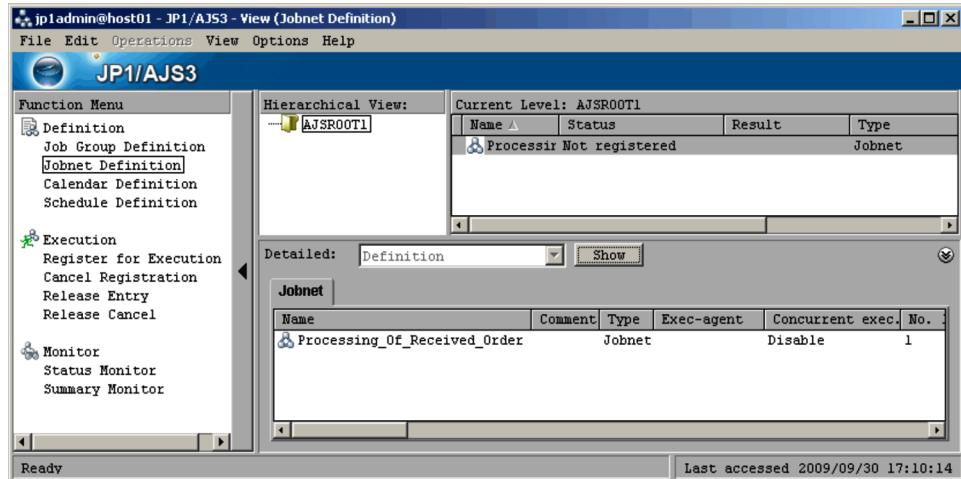 jp1admin@host01 - JP1/AJS3 - View (Jobnet Definition)
File Edit Operations View Options Help
JP1/AJS3
Function Menu
Definition
Job Group Definition
Jobnet Definition
Calendar Definition
Schedule Definition
Execution
Register for Execution
Cancel Registration
Release Entry
Release Cancel
Monitor
Status Monitor
Summary Monitor
Hierarchical View:
AJSROOT1
Current Level: AJSROOT1
Name Status Result Type
Processir Not registered Jobnet
Detailed: Definition Show
Jobnet
Name Comment Type Exec-agent Concurrent exec. No.
Processing_Of_Received_Order Jobnet Disable 1
Ready Last accessed 2009/09/30 17:10:14